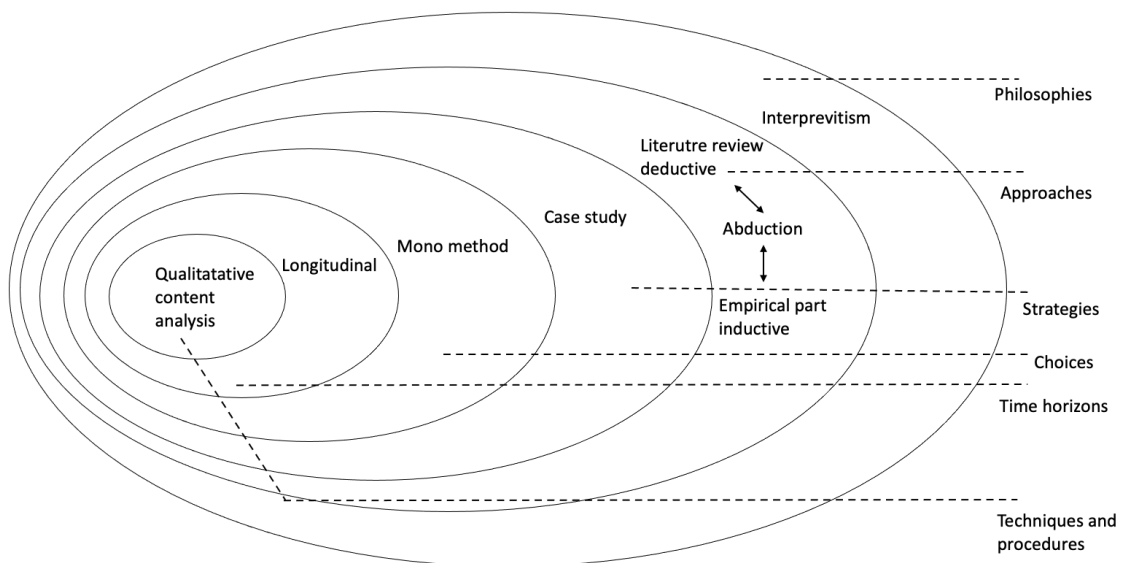 Philosophies
Interprevitism
Literutre review
deductive
Approaches
Case study
Abduction
Mono method
Longitudinal
Qualitatative
content
analysis
Empirical part
inductive
Strategies
Choices
Time horizons
Techniques and
procedures